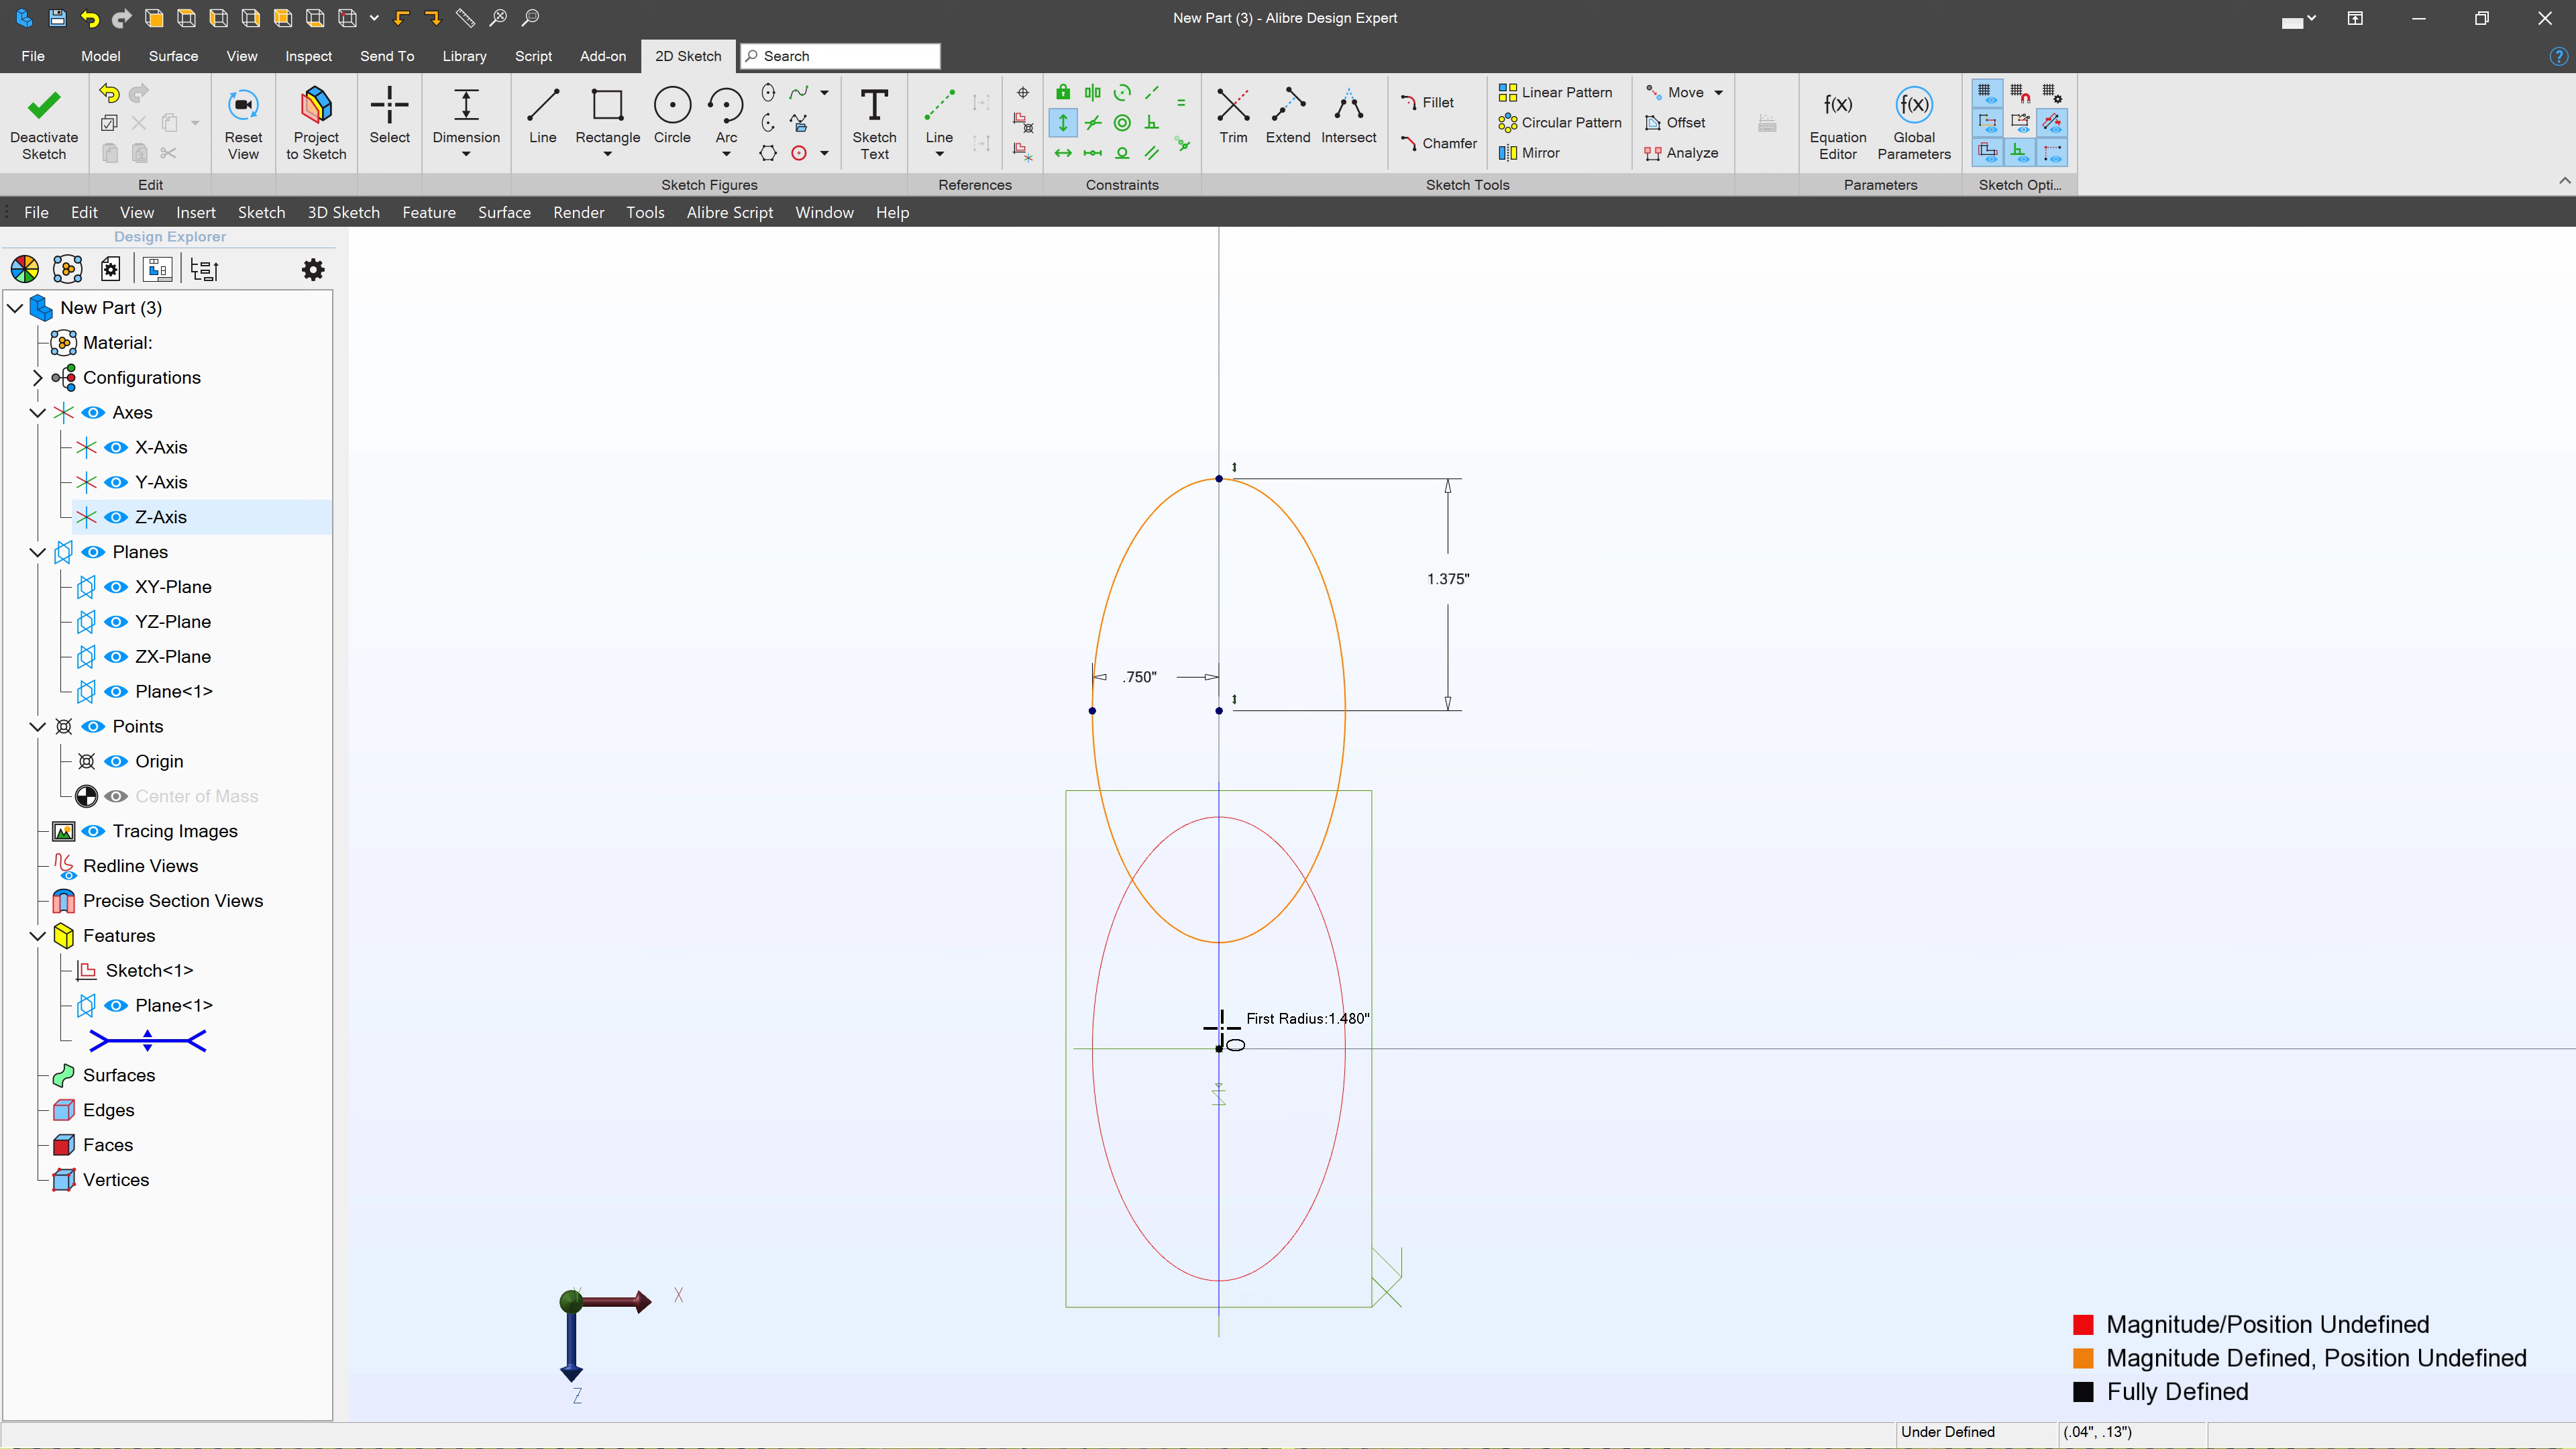 New Part (3) - Alibre Design Expert
File Model Surface View Inspect Send To Library Script Add-on 2D Sketch Search
Deactivate Sketch
Reset View
Project to Sketch
Select
Dimension
Line
Rectangle
Circle
Arc
Sketch Text
Line
Trim
Extend
Intersect
Fillet
Chamfer
Linear Pattern
Circular Pattern
Mirror
Move
Offset
Analyze
Equation Editor
Global Parameters
Edit
Sketch Figures
References
Constraints
Sketch Tools
Parameters
Sketch Opti...
File Edit View Insert Sketch 3D Sketch Feature Surface Render Tools Alibre Script Window Help
Design Explorer
New Part (3)
Material:
Configurations
Axes
X-Axis
Y-Axis
Z-Axis
Planes
XY-Plane
YZ-Plane
ZX-Plane
Plane<1>
Points
Origin
Center of Mass
Tracing Images
Redline Views
Precise Section Views
Features
Sketch<1>
Plane<1>
Surfaces
Edges
Faces
Vertices
1.375"
.750"
First Radius:1.480"
X
Z
Magnitude/Position Undefined
Magnitude Defined, Position Undefined
Fully Defined
Under Defined
(.04", .13")